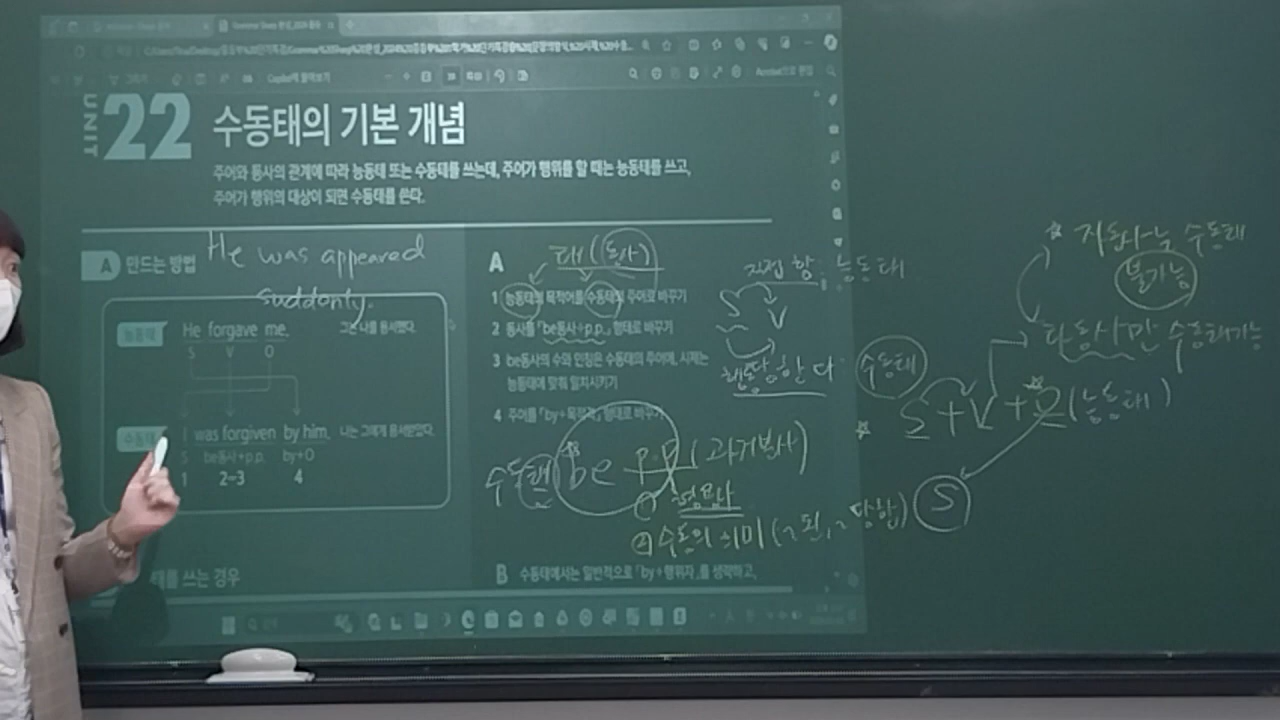 UNIT 22 수동태의 기본 개념
주어와 동사의 관계에 따라 능동태 또는 수동태를 쓰는데, 주어가 행위를 할 때는 능동태를 쓰고,
주어가 행위의 대상이 되면 수동태를 쓴다.
A 만드는 방법
He was appeared
suddonly.
능동태 He forgave me. 그는 나를 용서했다.
S V O
수동태 I was forgiven by him. 나는 그에게 용서받았다.
S be동사+p.p. by+O
1 2=3 4
태를 쓰는 경우
A
태(동사)
1 능동태의 목적어를 수동태의 주어로 바꾸기
2 동사를 「be동사+p.p.」 형태로 바꾸기
3 be동사의 수와 인칭은 수동태의 주어에, 시제는
능동태에 맞춰 일치시키기
4 주어를 「by+목적격」 형태로 바꾸기
수동태 be p.p (과거분사)
① 형용사
② 수동의 의미(~된, ~당함)
B 수동태에서는 일반적으로 「by+행위자」를 생략하고,
직접 함. 능동태
S V
행동당한다
수동태
S+V+O(능동태)
S
자동사는 수동태
불가능
타동사만 수동태가능